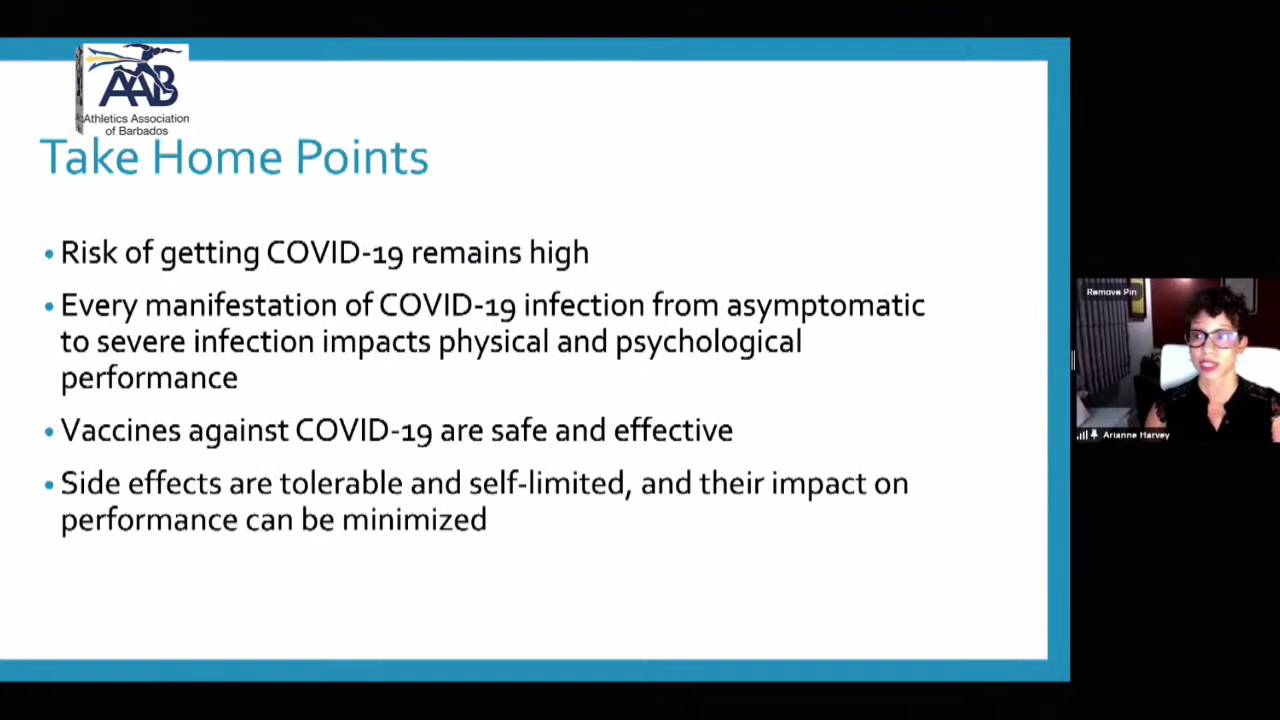 AAB
Athletics Association
of Barbados
Take Home Points
• Risk of getting COVID-19 remains high
• Every manifestation of COVID-19 infection from asymptomatic
to severe infection impacts physical and psychological
performance
• Vaccines against COVID-19 are safe and effective
• Side effects are tolerable and self-limited, and their impact on
performance can be minimized
Remove Pin
Arianne Harvey